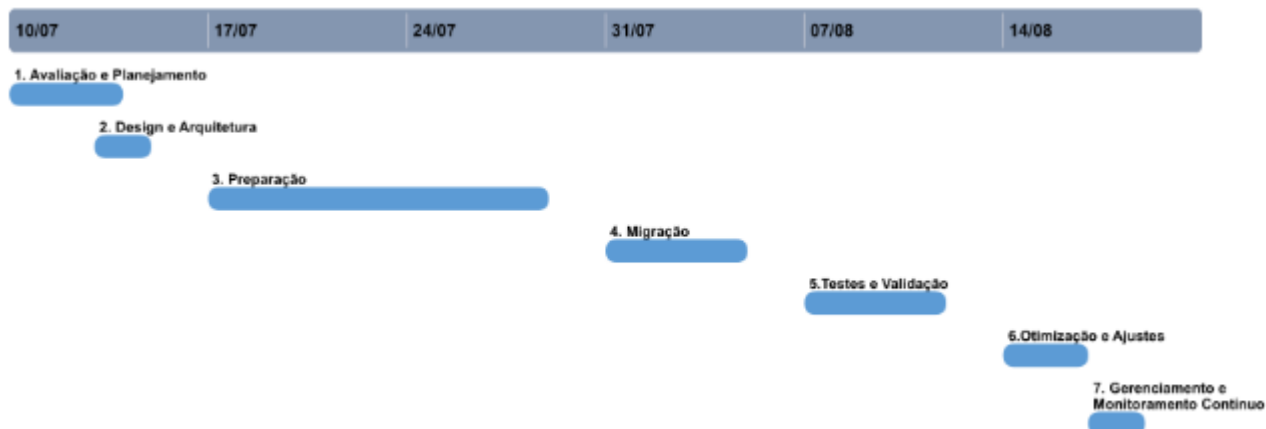 10/07 17/07 24/07 31/07 07/08 14/08
1. Avaliação e Planejamento
2. Design e Arquitetura
3. Preparação
4. Migração
5.Testes e Validação
6.Otimização e Ajustes
7. Gerenciamento e
Monitoramento Contínuo